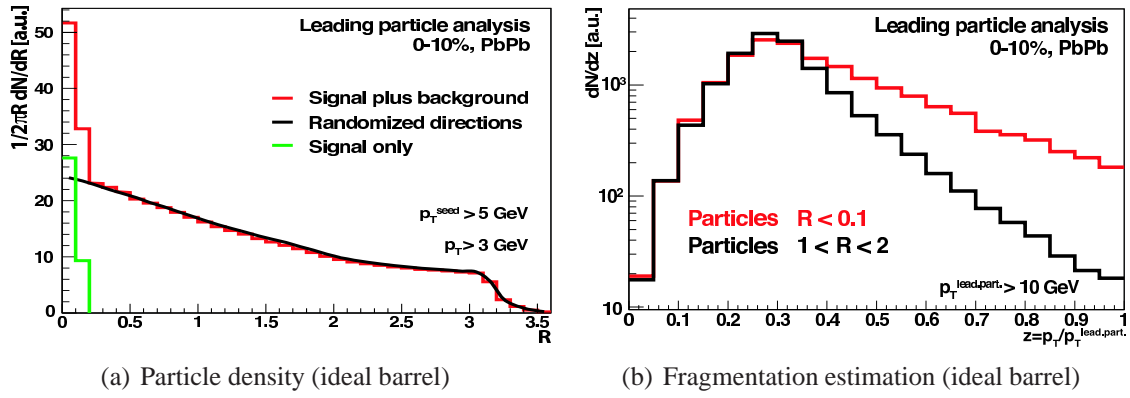 Leading particle analysis
0-10%, PbPb
Signal plus background
Randomized directions
Signal only
p_T^seed > 5 GeV
p_T > 3 GeV
1/2πR dN/dR [a.u.]
50
40
30
20
10
0
0 0.5 1 1.5 2 2.5 3 3.5
R
(a) Particle density (ideal barrel)
Leading particle analysis
0-10%, PbPb
Particles R < 0.1
Particles 1 < R < 2
p_T^lead.part. > 10 GeV
dN/dz [a.u.]
10^3
10^2
10
0 0.1 0.2 0.3 0.4 0.5 0.6 0.7 0.8 0.9 1
z=p_T/p_T^lead.part.
(b) Fragmentation estimation (ideal barrel)